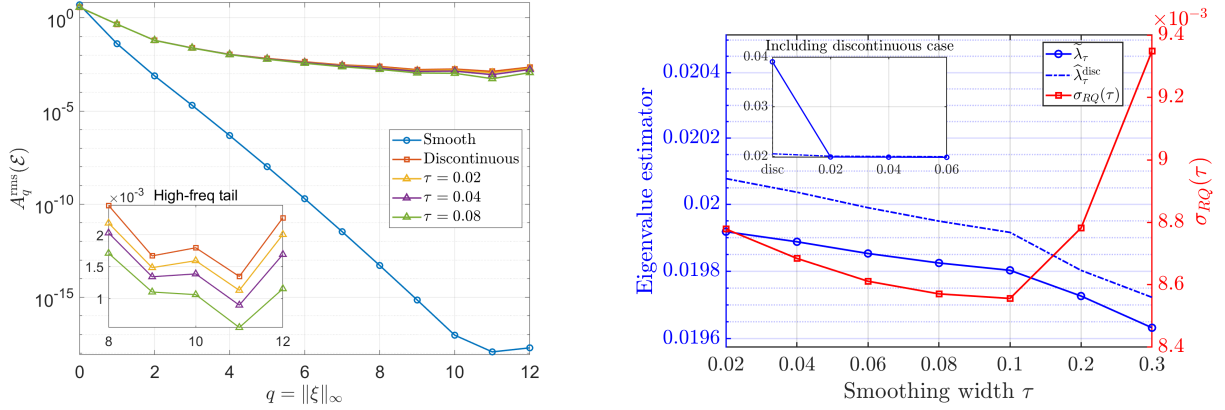 10^0
10^-5
10^-10
10^-15
A_q^rms(ℰ)
0 2 4 6 8 10 12
q = ‖ξ‖_∞
Smooth
Discontinuous
τ = 0.02
τ = 0.04
τ = 0.08
×10^-3 High-freq tail
2
1.5
1
8 10 12
×10^-3
Eigenvalue estimator
0.0204
0.0202
0.02
0.0198
0.0196
Including discontinuous case
0.04
0.03
0.02
disc 0.02 0.04 0.06
λ̃_τ
λ̂_τ^disc
σ_RQ(τ)
9.4
9.2
9
8.8
8.6
8.4
σ_RQ(τ)
0.02 0.04 0.06 0.08 0.1 0.2 0.3
Smoothing width τ